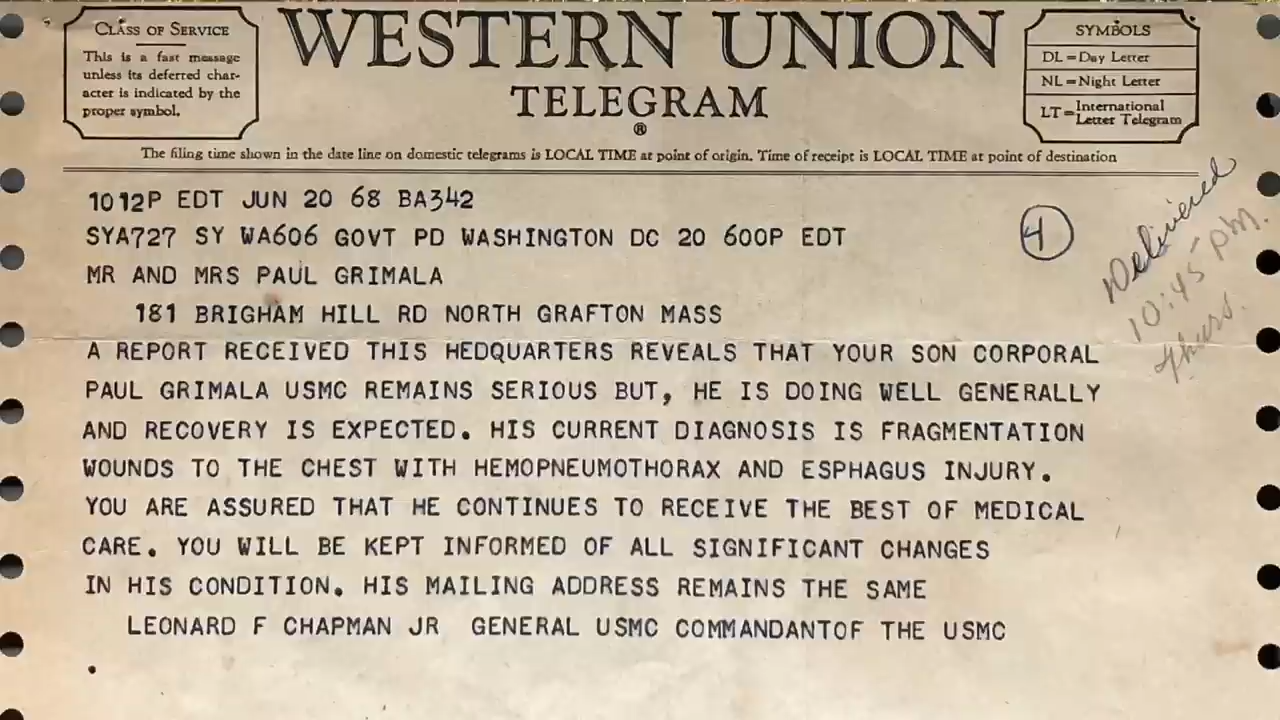 CLASS OF SERVICE
This is a fast message
unless its deferred char-
acter is indicated by the
proper symbol.
WESTERN UNION
TELEGRAM
®
SYMBOLS
DL=Day Letter
NL=Night Letter
LT=International
Letter Telegram
The filing time shown in the date line on domestic telegrams is LOCAL TIME at point of origin. Time of receipt is LOCAL TIME at point of destination
1012P EDT JUN 20 68 BA342
SYA727 SY WA606 GOVT PD WASHINGTON DC 20 600P EDT
4
Delivered
10:45 pm.
thurs.
MR AND MRS PAUL GRIMALA
181 BRIGHAM HILL RD NORTH GRAFTON MASS
A REPORT RECEIVED THIS HEDQUARTERS REVEALS THAT YOUR SON CORPORAL
PAUL GRIMALA USMC REMAINS SERIOUS BUT, HE IS DOING WELL GENERALLY
AND RECOVERY IS EXPECTED. HIS CURRENT DIAGNOSIS IS FRAGMENTATION
WOUNDS TO THE CHEST WITH HEMOPNEUMOTHORAX AND ESPHAGUS INJURY.
YOU ARE ASSURED THAT HE CONTINUES TO RECEIVE THE BEST OF MEDICAL
CARE. YOU WILL BE KEPT INFORMED OF ALL SIGNIFICANT CHANGES
IN HIS CONDITION. HIS MAILING ADDRESS REMAINS THE SAME
LEONARD F CHAPMAN JR GENERAL USMC COMMANDANTOF THE USMC
.